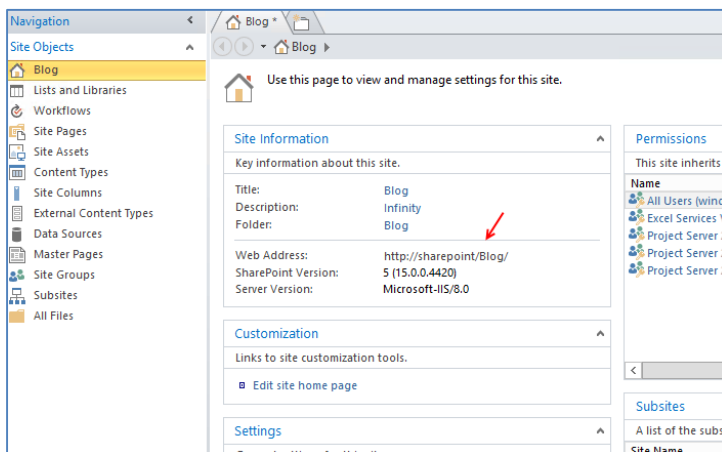 Navigation
Site Objects
Blog
Lists and Libraries
Workflows
Site Pages
Site Assets
Content Types
Site Columns
External Content Types
Data Sources
Master Pages
Site Groups
Subsites
All Files
Blog *
Blog
Use this page to view and manage settings for this site.
Site Information
Key information about this site.
Title: Blog
Description: Infinity
Folder: Blog
Web Address: http://sharepoint/Blog/
SharePoint Version: 5 (15.0.0.4420)
Server Version: Microsoft-IIS/8.0
Customization
Links to site customization tools.
Edit site home page
Settings
Permissions
This site inherits
Name
All Users (wind
Excel Services V
Project Server
Project Server
Project Server
Subsites
A list of the subs
Site Name